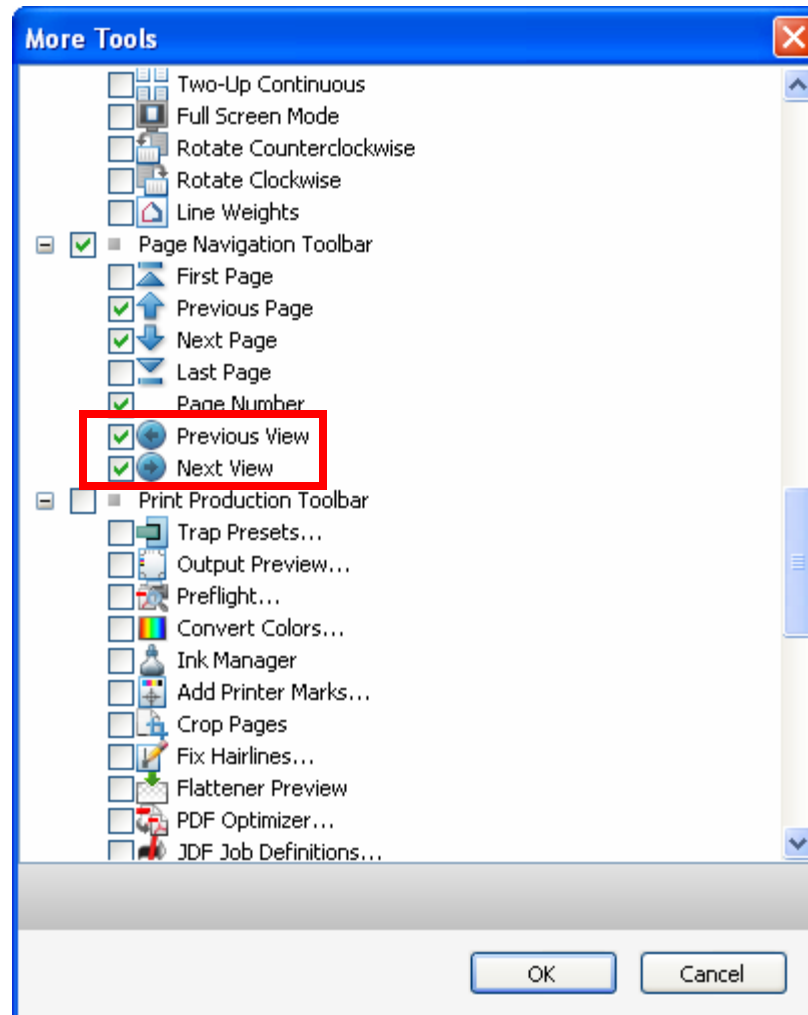 More Tools
Two-Up Continuous
Full Screen Mode
Rotate Counterclockwise
Rotate Clockwise
Line Weights
Page Navigation Toolbar
First Page
Previous Page
Next Page
Last Page
Page Number
Previous View
Next View
Print Production Toolbar
Trap Presets...
Output Preview...
Preflight...
Convert Colors...
Ink Manager
Add Printer Marks...
Crop Pages
Fix Hairlines...
Flattener Preview
PDF Optimizer...
JDF Job Definitions...
OK Cancel